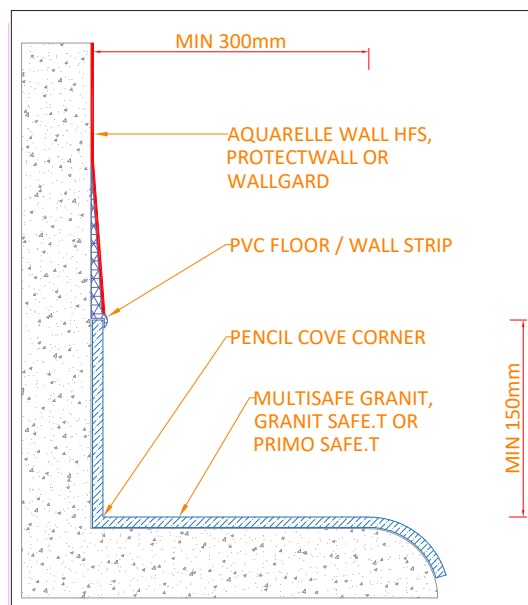 MIN 300mm
AQUARELLE WALL HFS,
PROTECTWALL OR
WALLGARD
PVC FLOOR / WALL STRIP
PENCIL COVE CORNER
MULTISAFE GRANIT,
GRANIT SAFE.T OR
PRIMO SAFE.T
MIN 150mm